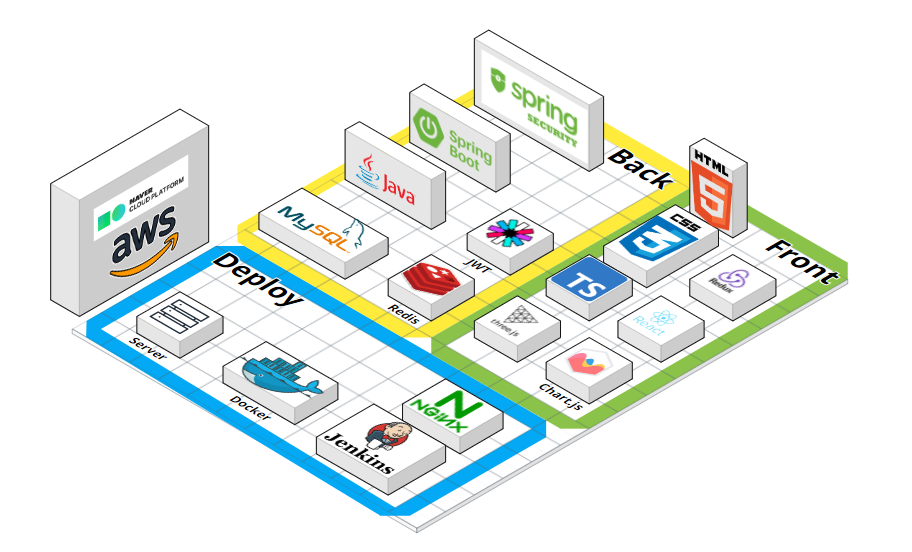 spring
SECURITY
Spring
Boot
Java
MySQL
Back
JWT
Redis
HTML
5
CSS
3
Front
TS
Redux
React
three.js
Chart.js
NAVER
CLOUD PLATFORM
aws
Deploy
Server
Docker
N
NGINX
Jenkins